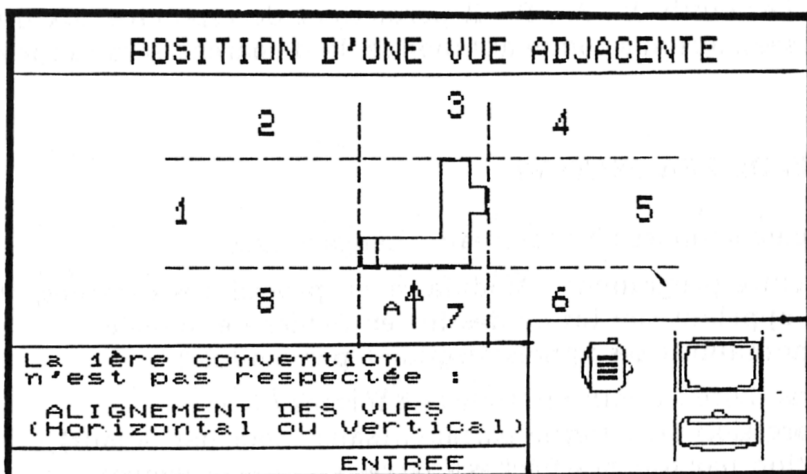 POSITION D'UNE VUE ADJACENTE
2 3 4
1 5
8 A 7 6
La 1ère convention
n'est pas respectée :
ALIGNEMENT DES VUES
(Horizontal ou Vertical)
ENTREE